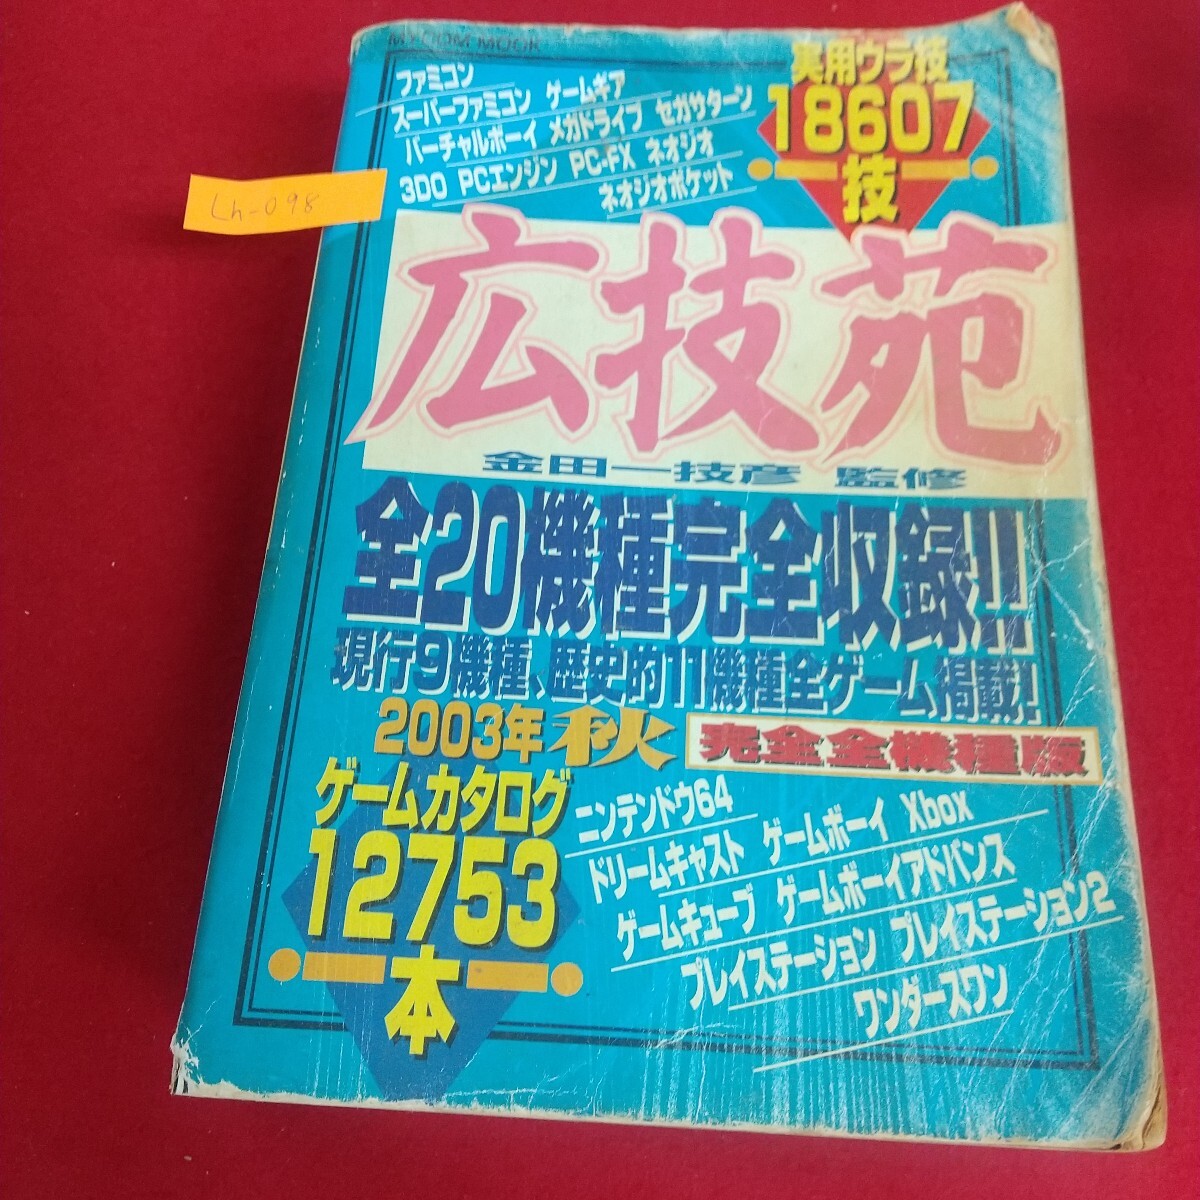 MYCOM MOOK
ファミコン
スーパーファミコン ゲームギア
バーチャルボーイ メガドライブ セガサターン
3DO PCエンジン PC-FX ネオジオ
ネオジオポケット
実用ウラ技
18607
技
Lh-098
広技苑
金田一技彦 監修
全20機種完全収録!!
現行9機種、歴史的11機種全ゲーム掲載!
2003年 秋 完全全機種版
ゲームカタログ
12753
本
ニンテンドウ64
ドリームキャスト ゲームボーイ Xbox
ゲームキューブ ゲームボーイアドバンス
プレイステーション プレイステーション2
ワンダースワン